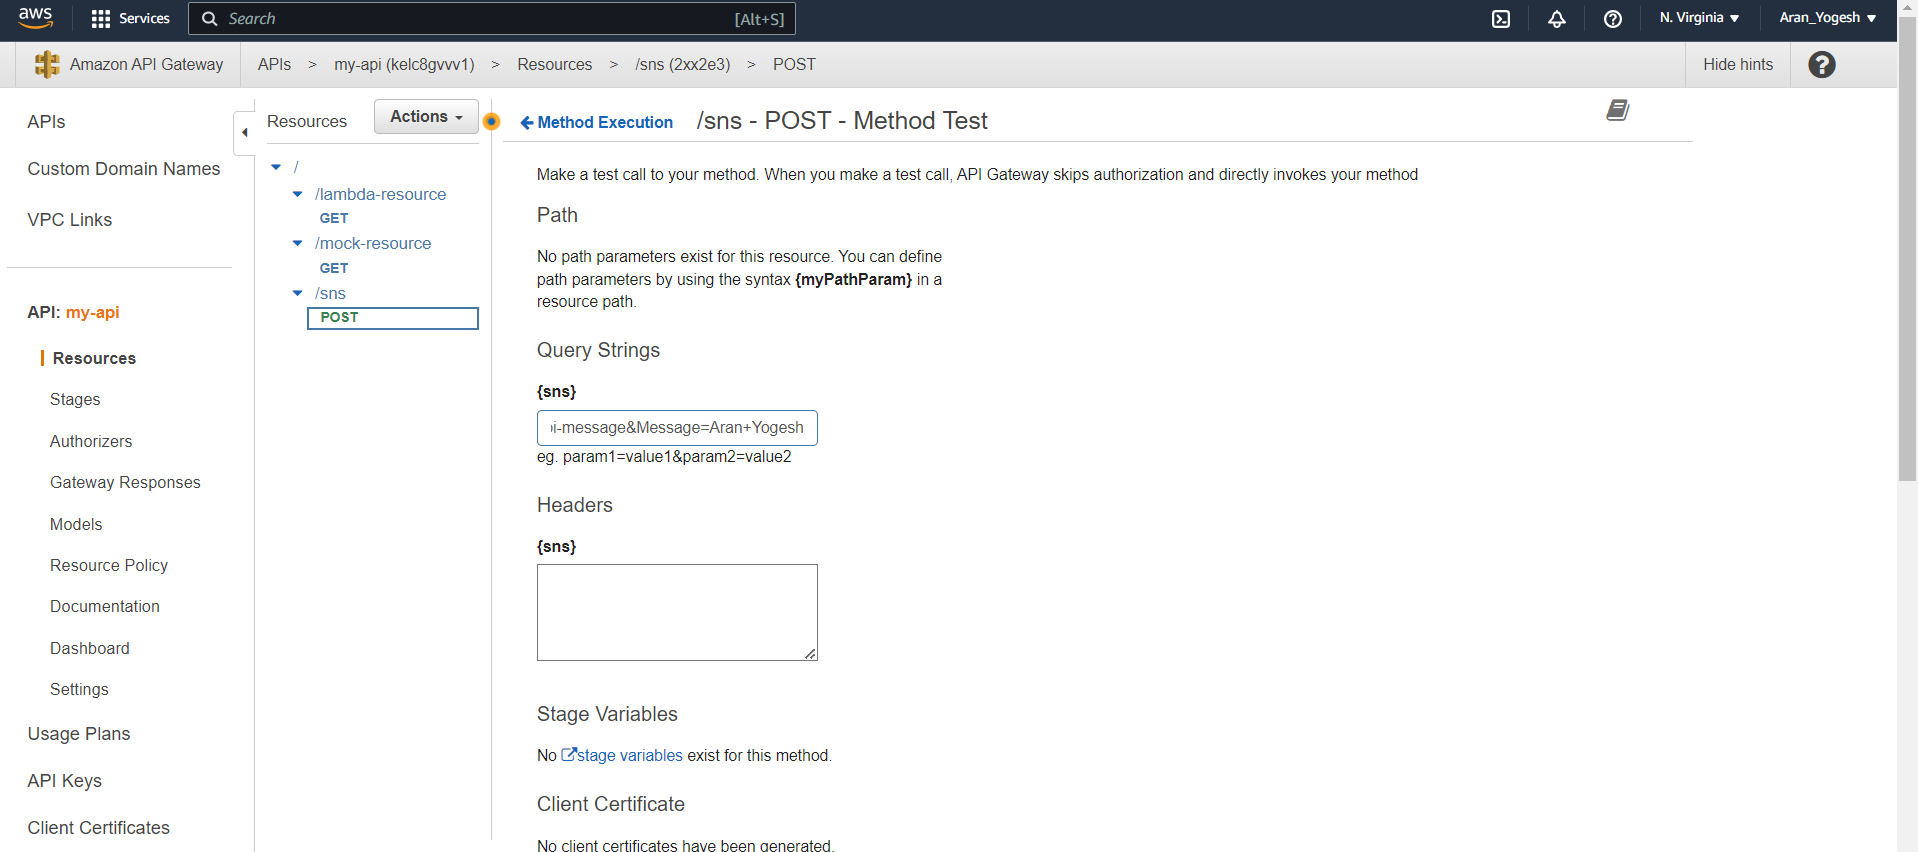 aws Services Search [Alt+S] N. Virginia ▼ Aran_Yogesh ▼
Amazon API Gateway APIs > my-api (kelc8gvvv1) > Resources > /sns (2xx2e3) > POST Hide hints
APIs
Custom Domain Names
VPC Links
API: my-api
Resources
Stages
Authorizers
Gateway Responses
Models
Resource Policy
Documentation
Dashboard
Settings
Usage Plans
API Keys
Client Certificates
Resources Actions
/
/lambda-resource
GET
/mock-resource
GET
/sns
POST
Method Execution /sns - POST - Method Test
Make a test call to your method. When you make a test call, API Gateway skips authorization and directly invokes your method
Path
No path parameters exist for this resource. You can define
path parameters by using the syntax {myPathParam} in a
resource path.
Query Strings
{sns}
i-message&Message=Aran+Yogesh
eg. param1=value1&param2=value2
Headers
{sns}
Stage Variables
No stage variables exist for this method.
Client Certificate
No client certificates have been generated.